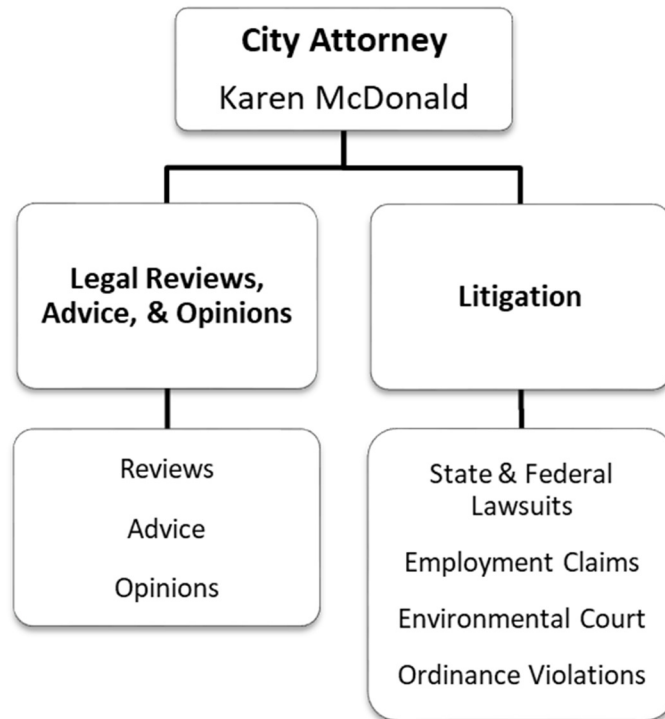 City Attorney
Karen McDonald
Legal Reviews,
Advice, & Opinions
Litigation
Reviews
Advice
Opinions
State & Federal
Lawsuits
Employment Claims
Environmental Court
Ordinance Violations